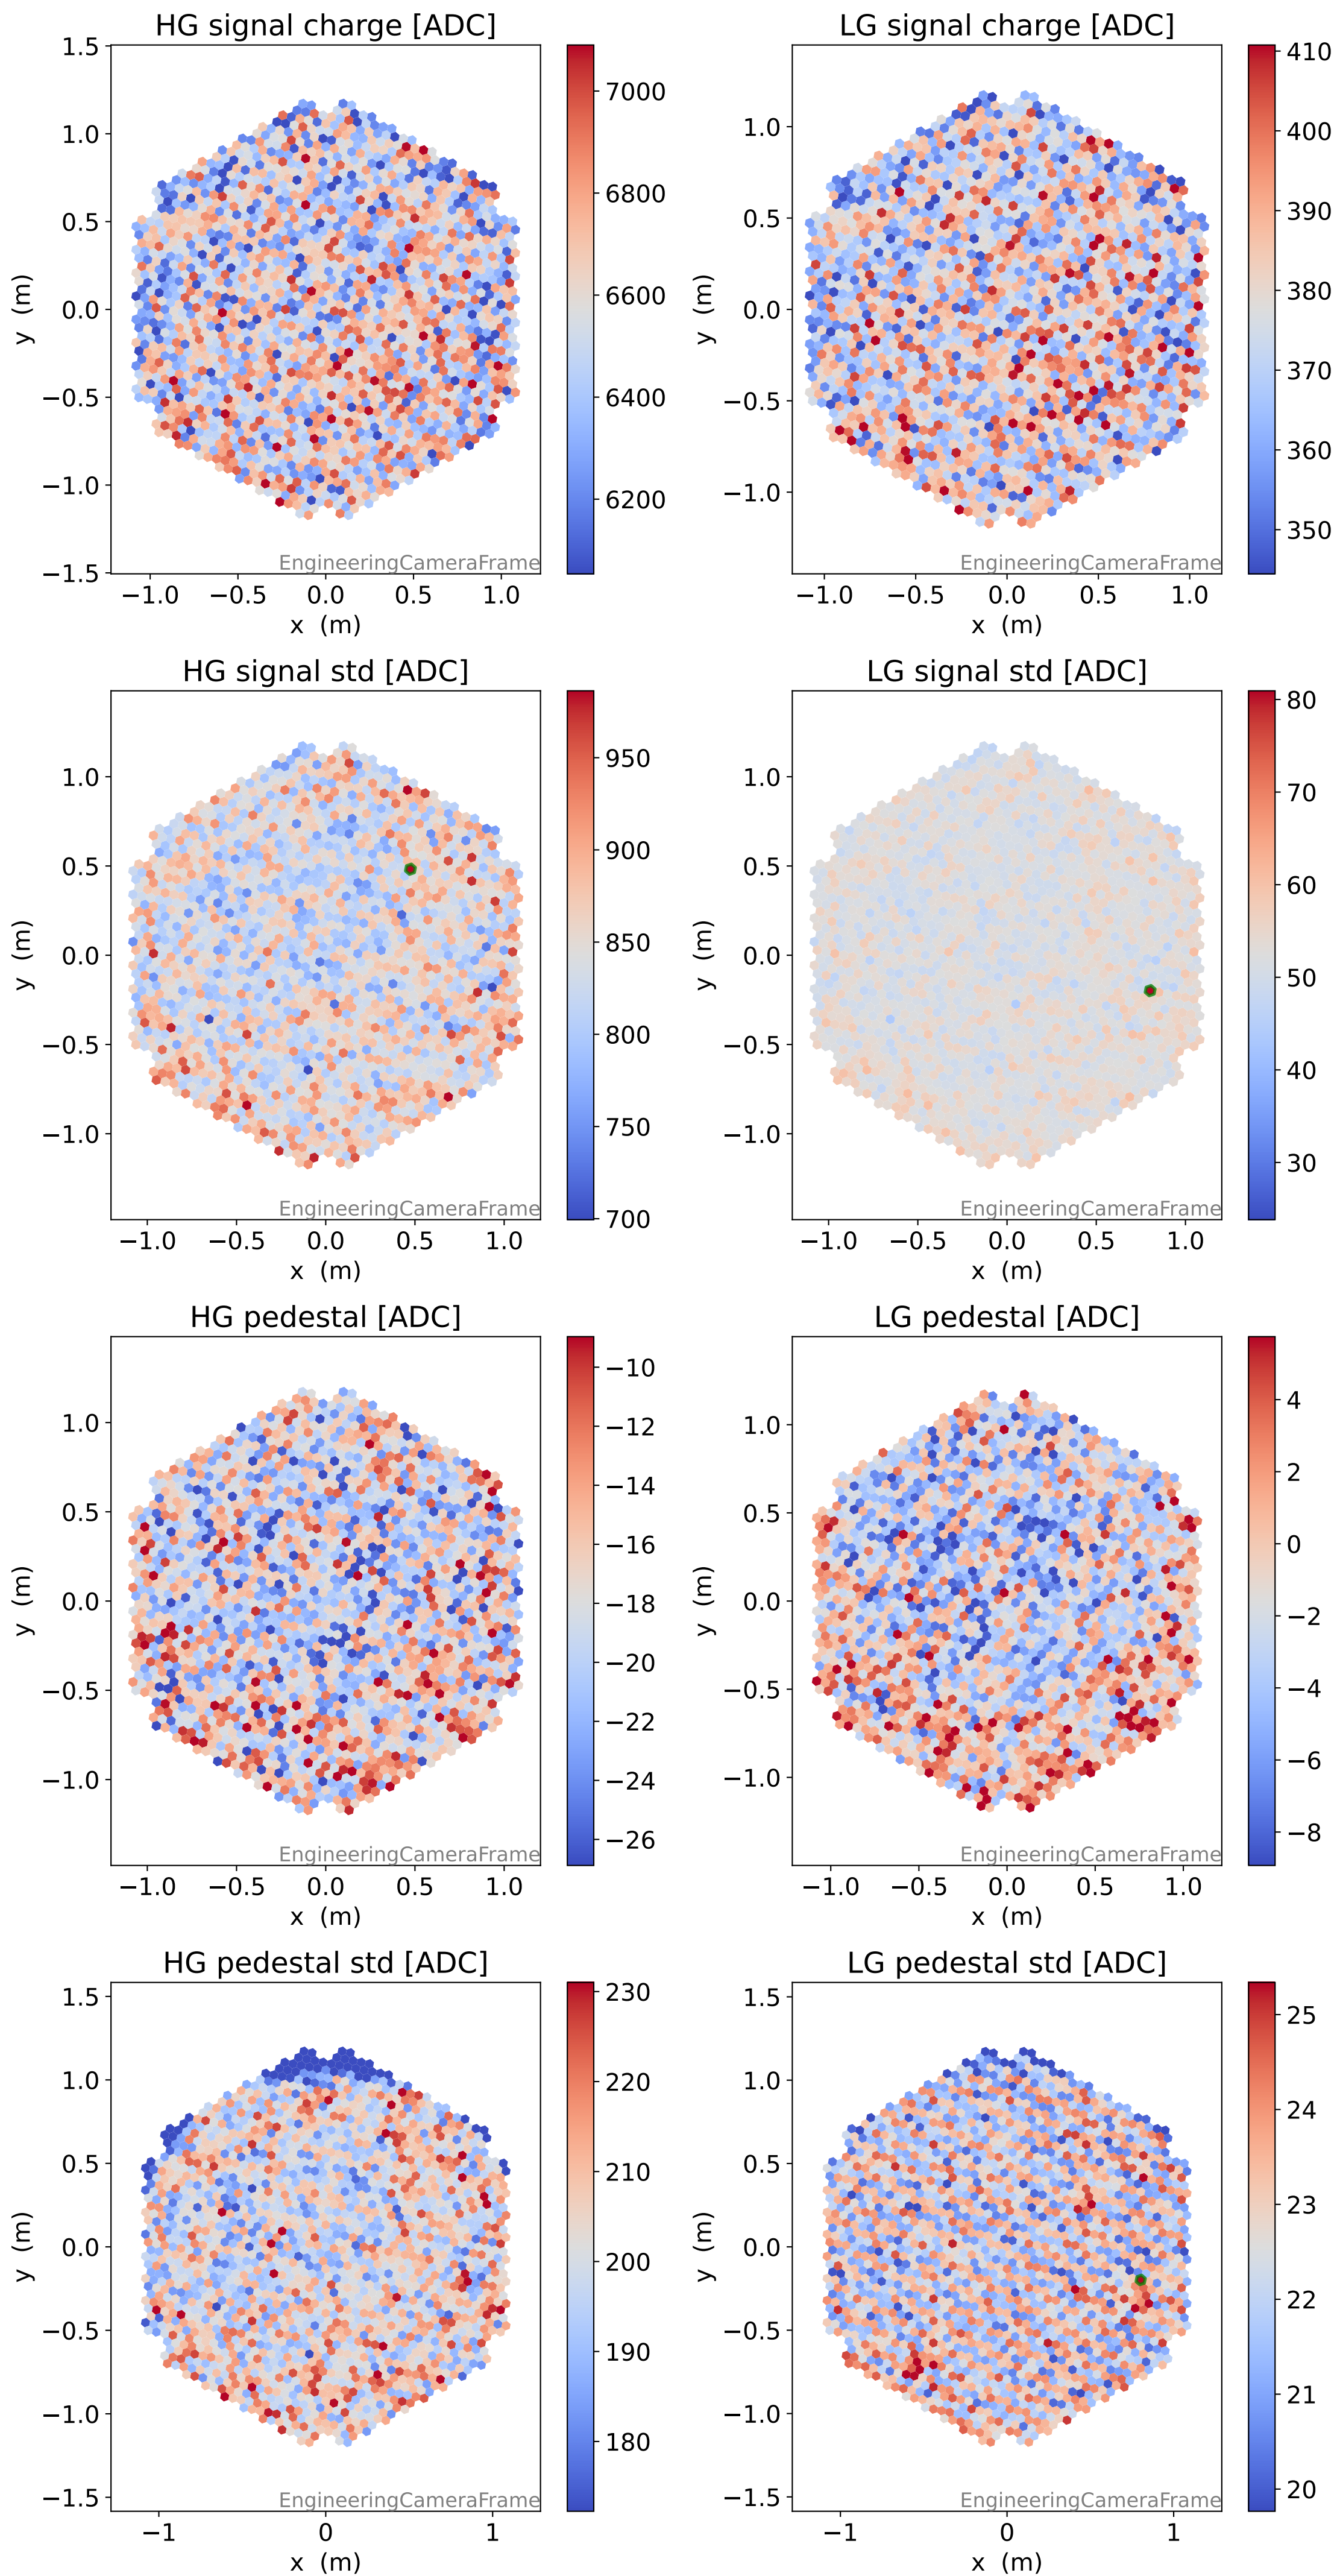 HG signal charge [ADC]
1.5
1.0
0.5
0.0
−0.5
−1.0
−1.5
y (m)
EngineeringCameraFrame
−1.0 −0.5 0.0 0.5 1.0
x (m)
7000
6800
6600
6400
6200
LG signal charge [ADC]
1.0
0.5
0.0
−0.5
−1.0
y (m)
EngineeringCameraFrame
−1.0 −0.5 0.0 0.5 1.0
x (m)
410
400
390
380
370
360
350
HG signal std [ADC]
1.0
0.5
0.0
−0.5
−1.0
y (m)
EngineeringCameraFrame
−1.0 −0.5 0.0 0.5 1.0
x (m)
950
900
850
800
750
700
LG signal std [ADC]
1.0
0.5
0.0
−0.5
−1.0
y (m)
EngineeringCameraFrame
−1.0 −0.5 0.0 0.5 1.0
x (m)
80
70
60
50
40
30
HG pedestal [ADC]
1.0
0.5
0.0
−0.5
−1.0
y (m)
EngineeringCameraFrame
−1.0 −0.5 0.0 0.5 1.0
x (m)
−10
−12
−14
−16
−18
−20
−22
−24
−26
LG pedestal [ADC]
1.0
0.5
0.0
−0.5
−1.0
y (m)
EngineeringCameraFrame
−1.0 −0.5 0.0 0.5 1.0
x (m)
4
2
0
−2
−4
−6
−8
HG pedestal std [ADC]
1.5
1.0
0.5
0.0
−0.5
−1.0
−1.5
y (m)
EngineeringCameraFrame
−1 0 1
x (m)
230
220
210
200
190
180
LG pedestal std [ADC]
1.5
1.0
0.5
0.0
−0.5
−1.0
−1.5
y (m)
EngineeringCameraFrame
−1 0 1
x (m)
25
24
23
22
21
20